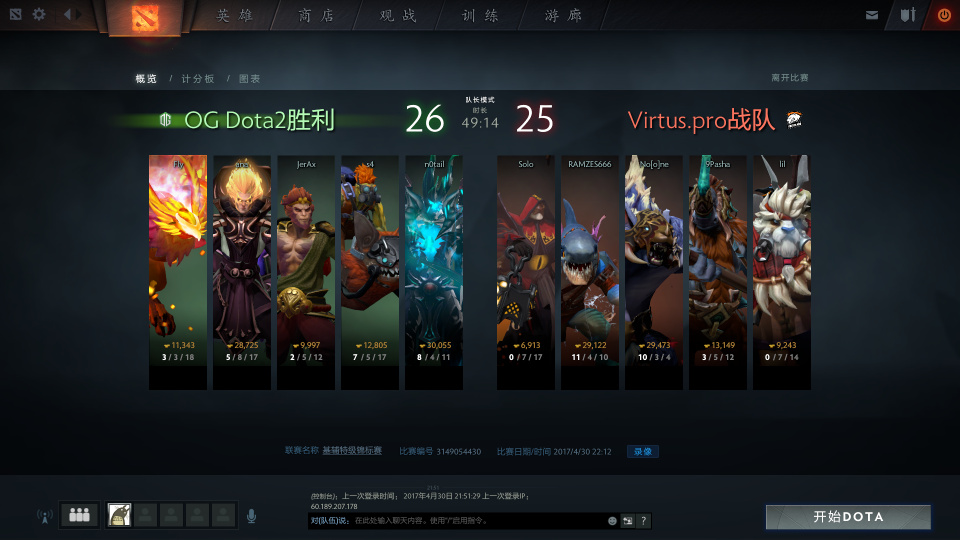 英雄
商店
观战
训练
游廊
概览 / 计分板 / 图表
离开比赛
OG Dota2胜利
26
队长模式
时长
49:14
25
Virtus.pro战队
Fly
ana
JerAx
s4
n0tail
Solo
RAMZES666
No[o]ne
9Pasha
lil
11,343
28,725
9,997
12,805
30,055
6,913
29,122
29,473
13,149
9,243
3 / 3 / 18
5 / 8 / 17
2 / 5 / 12
7 / 5 / 17
8 / 4 / 11
0 / 7 / 17
11 / 4 / 10
10 / 3 / 4
3 / 5 / 12
0 / 7 / 14
联赛名称 基辅特级锦标赛 比赛编号 3149054430 比赛日期/时间 2017/4/30 22:12 录像
(控制台): 上一次登录时间: 2017年4月30日 21:51:29 上一次登录IP:
60.189.207.178
对(队伍)说: 在此处输入聊天内容。使用"/"启用指令。
?
开始DOTA